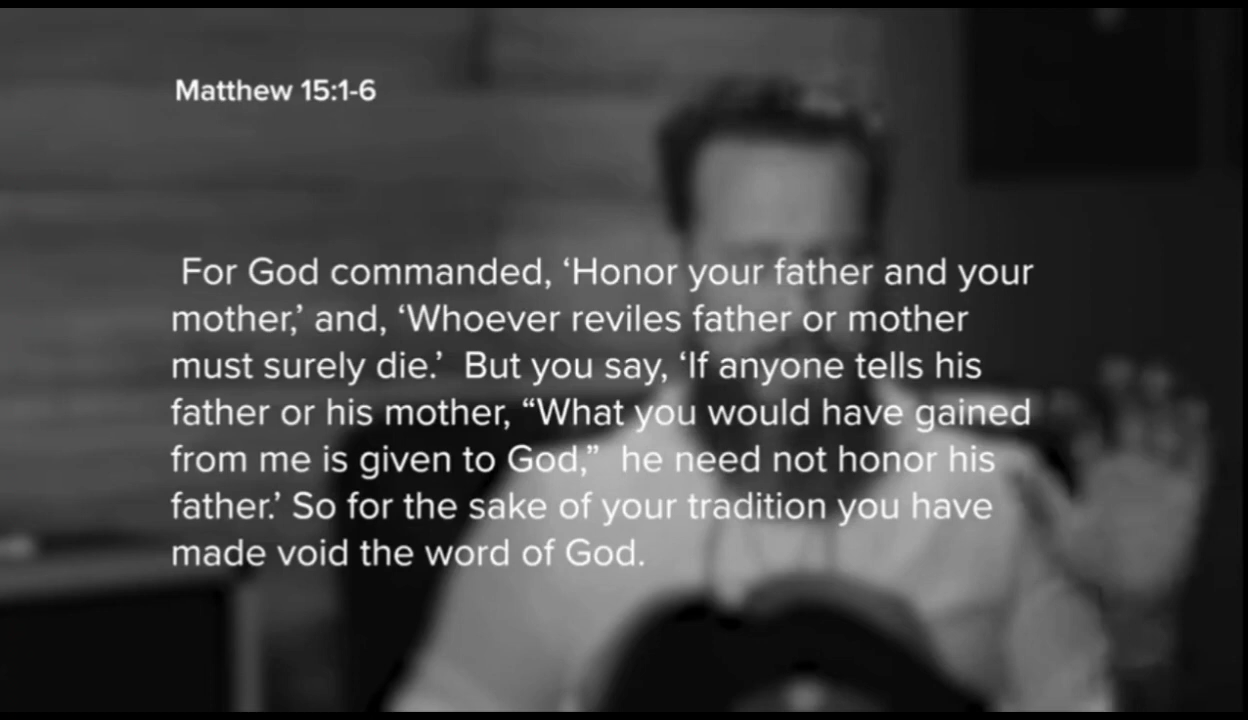 Matthew 15:1-6
For God commanded, ‘Honor your father and your
mother,’ and, ‘Whoever reviles father or mother
must surely die.’  But you say, ‘If anyone tells his
father or his mother, “What you would have gained
from me is given to God,”  he need not honor his
father.’ So for the sake of your tradition you have
made void the word of God.